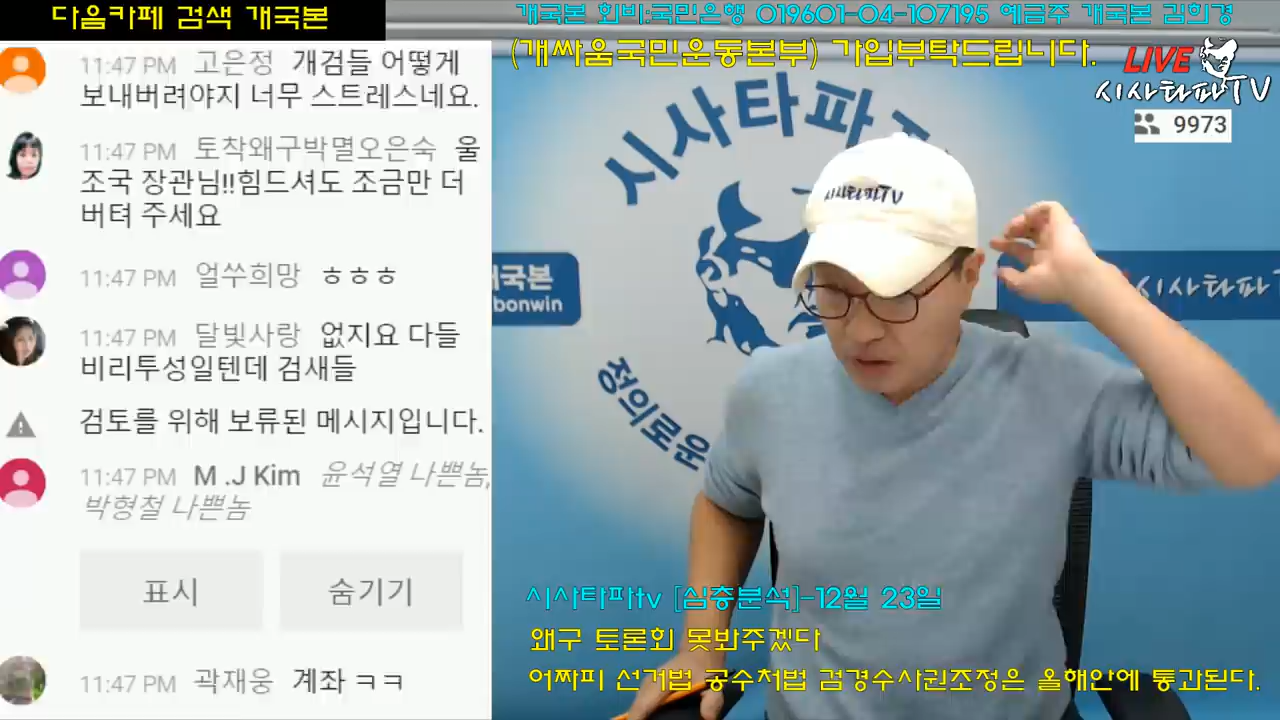 다음카페 검색 개국본
개국본 회비:국민은행 019601-04-107195 예금주 개국본 김희경
(개싸움국민운동본부) 가입부탁드립니다.
LIVE
시사타파TV
9973
11:47 PM 고은정 개검들 어떻게
보내버려야지 너무 스트레스네요.
11:47 PM 토착왜구박멸오은숙 울
조국 장관님!!힘드셔도 조금만 더
버텨 주세요
11:47 PM 얼쑤희망 ㅎㅎㅎ
11:47 PM 달빛사랑 없지요 다들
비리투성일텐데 검새들
검토를 위해 보류된 메시지입니다.
11:47 PM M .J Kim 윤석열 나쁜놈,
박형철 나쁜놈
표시 숨기기
11:47 PM 곽재웅 계좌 ㅋㅋ
시사타파
시사타파TV
개국본
bonwin
시사타파
정의로운
시사타파tv [심층분석]-12월 23일
왜구 토론회 못봐주겠다
어짜피 선거법 공수처법 검경수사권조정은 올해안에 통과된다.